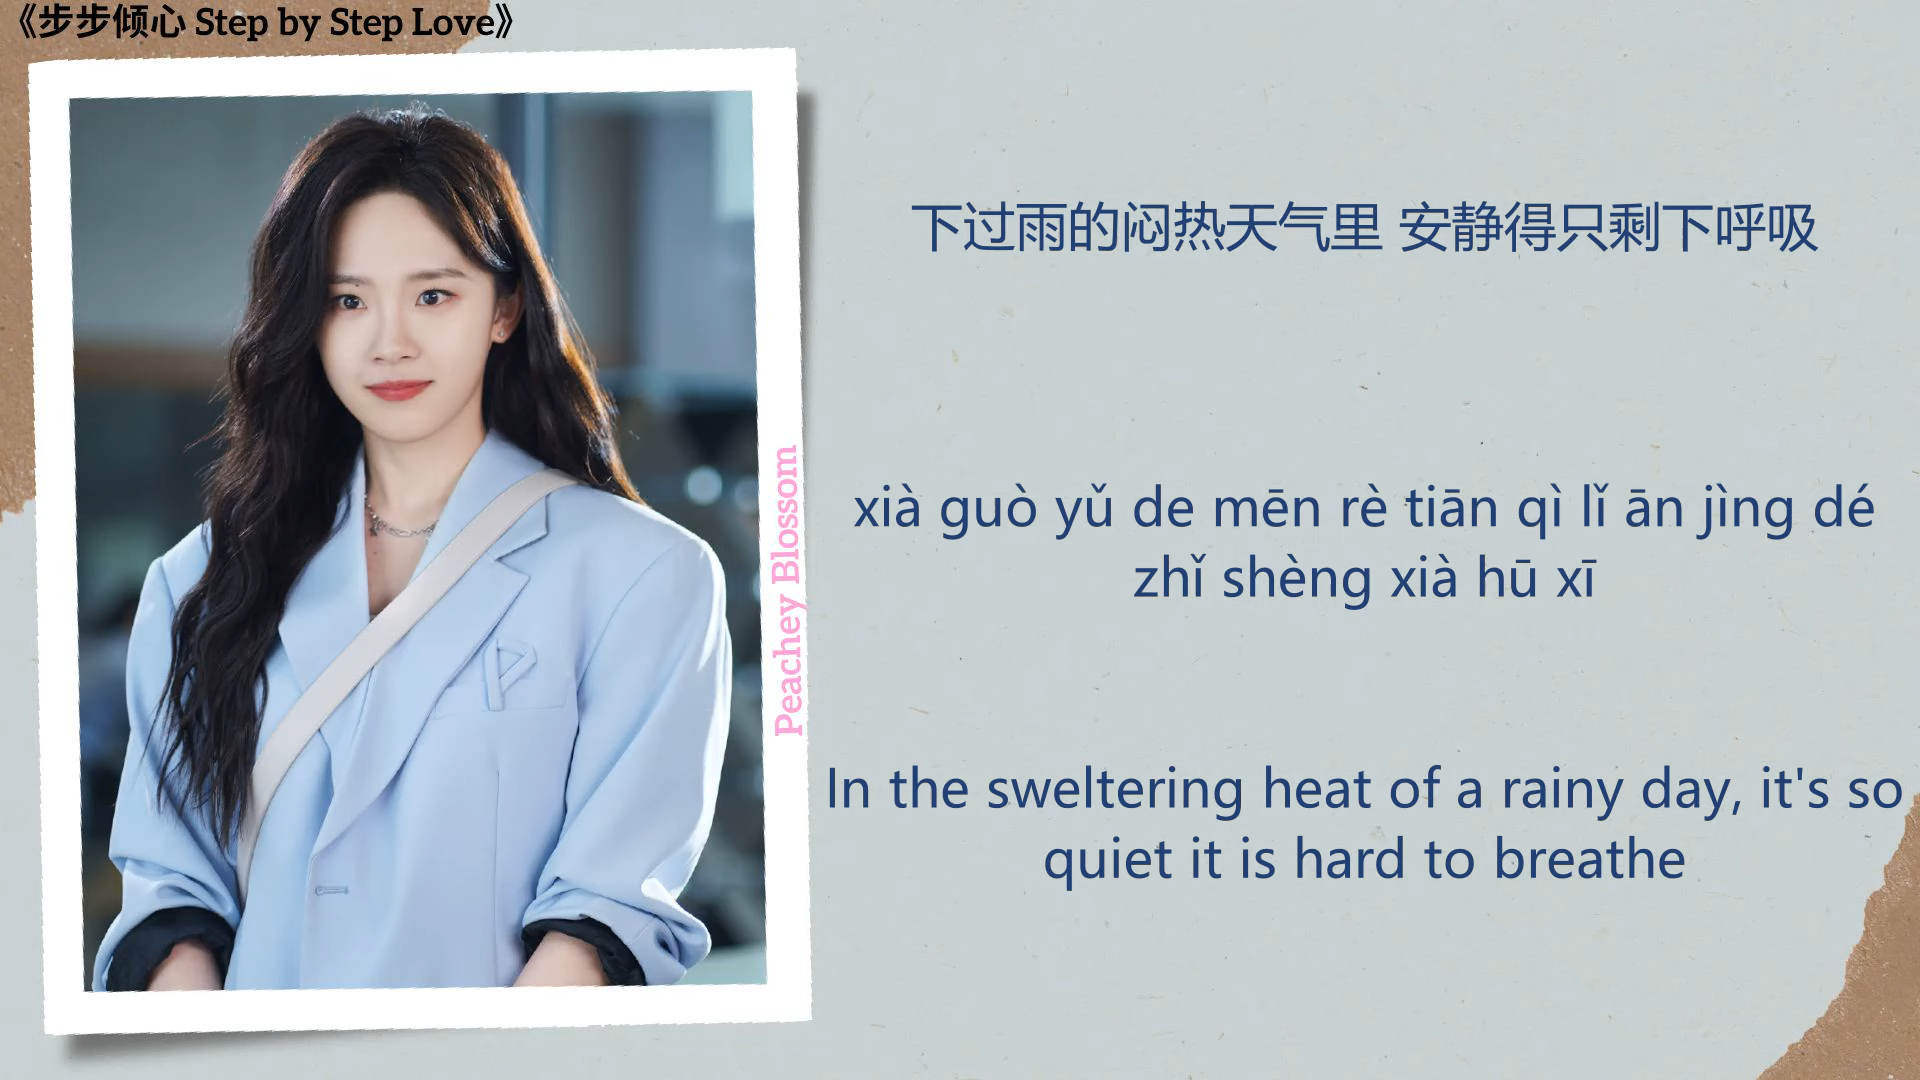 《步步倾心 Step by Step Love》
下过雨的闷热天气里 安静得只剩下呼吸
xià guò yǔ de mēn rè tiān qì lǐ ān jìng dé
zhǐ shèng xià hū xī
In the sweltering heat of a rainy day, it's so
quiet it is hard to breathe
Peachey Blossom